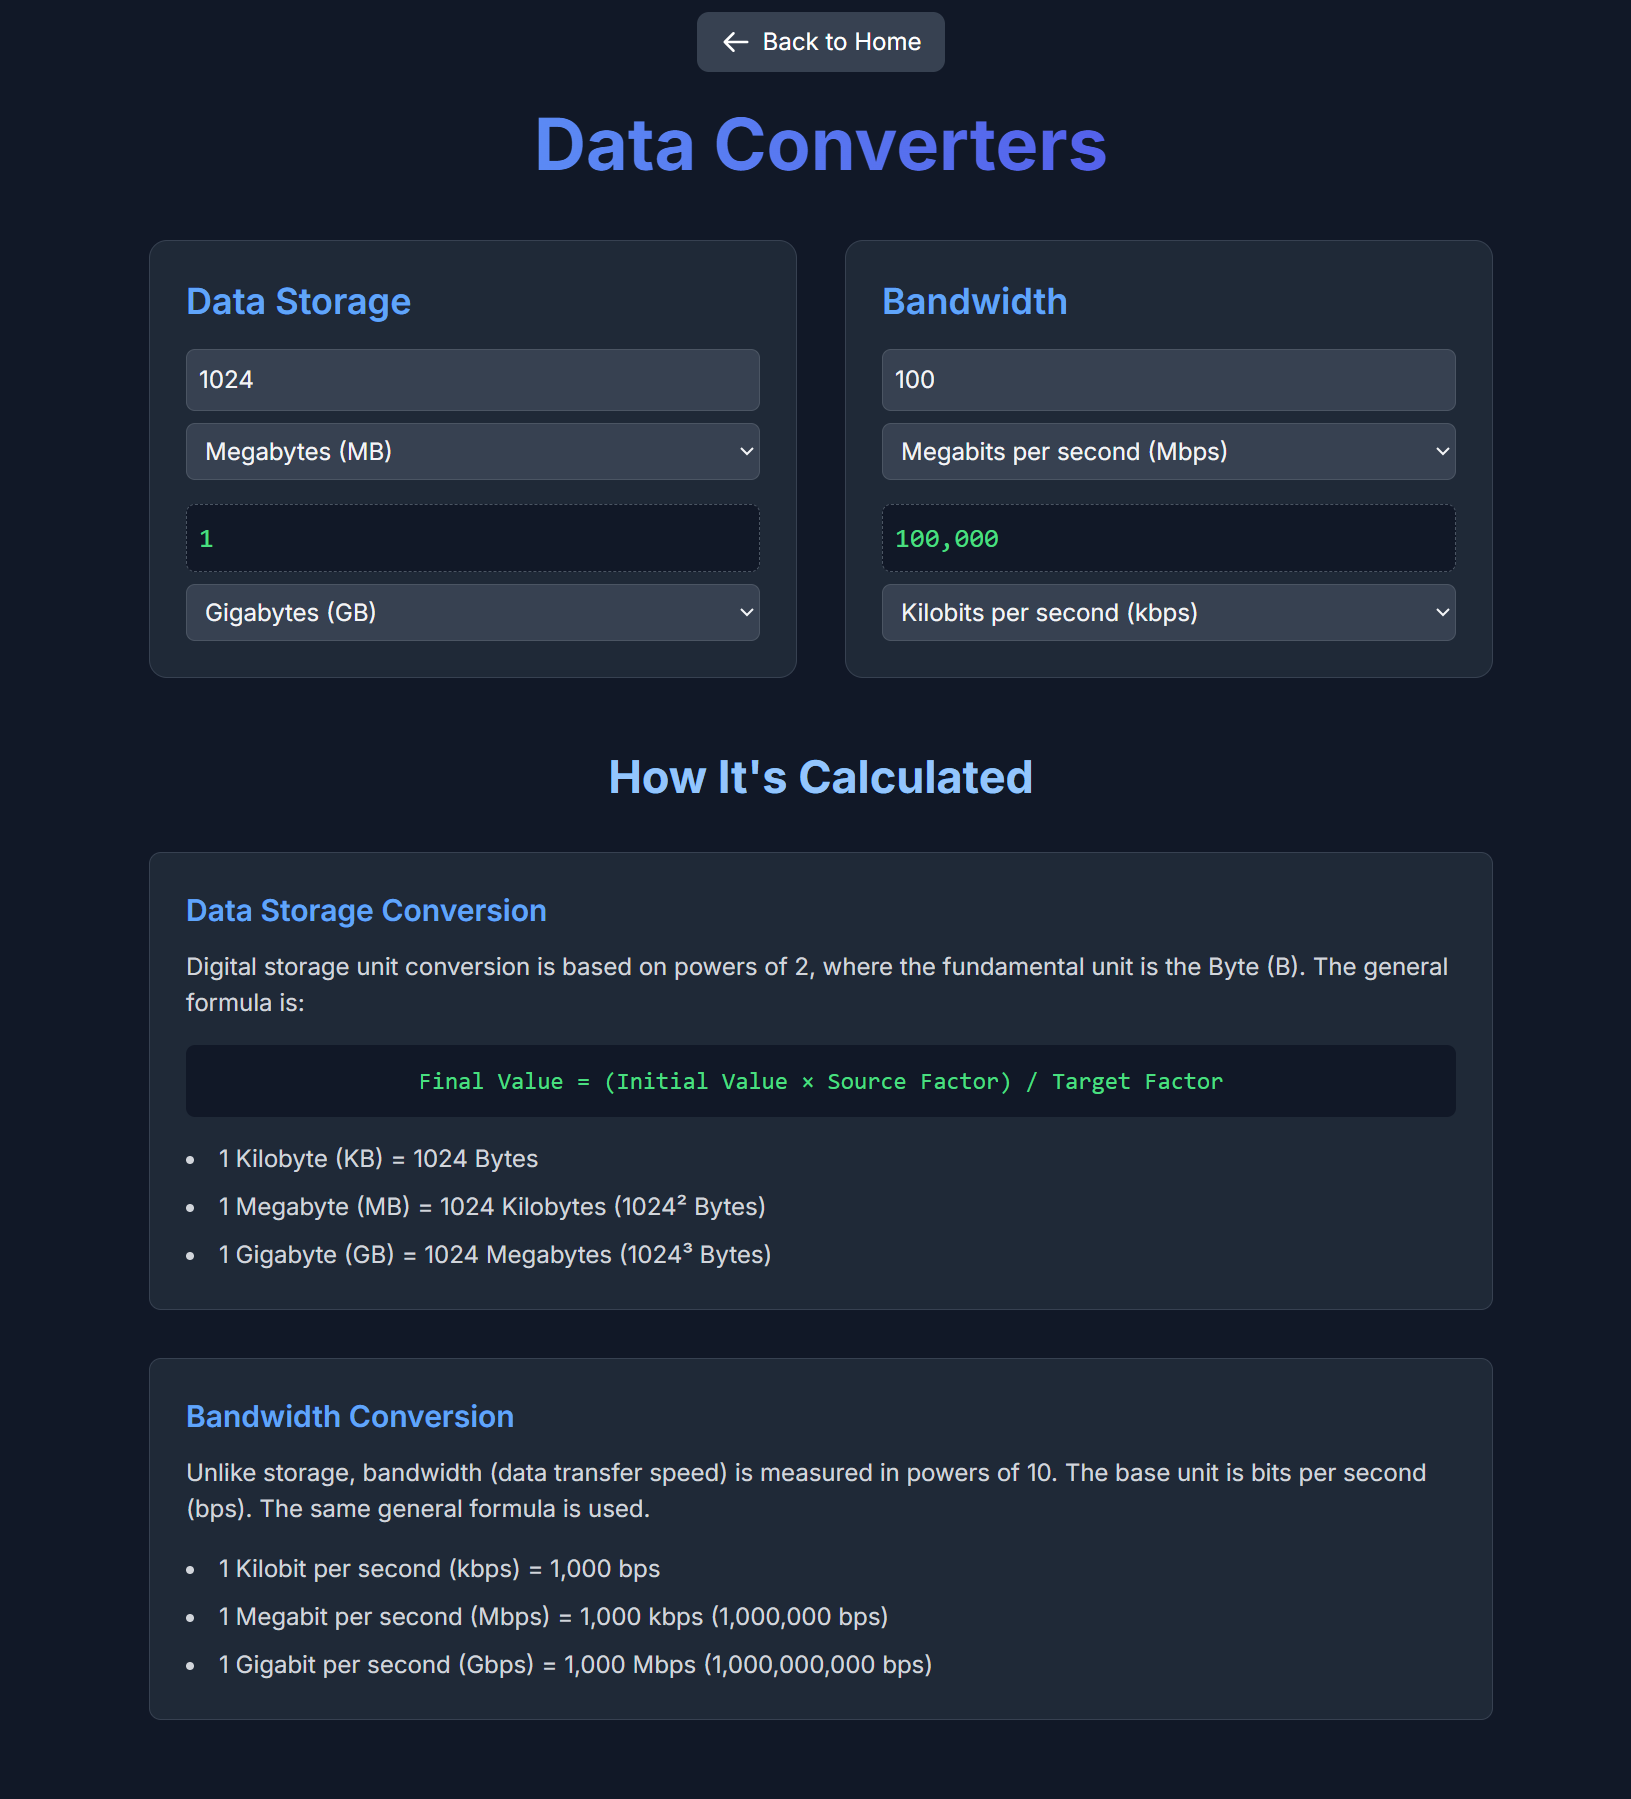 Back to Home
Data Converters
Data Storage
1024
Megabytes (MB)
1
Gigabytes (GB)
Bandwidth
100
Megabits per second (Mbps)
100,000
Kilobits per second (kbps)
How It's Calculated
Data Storage Conversion
Digital storage unit conversion is based on powers of 2, where the fundamental unit is the Byte (B). The general
formula is:
Final Value = (Initial Value × Source Factor) / Target Factor
1 Kilobyte (KB) = 1024 Bytes
1 Megabyte (MB) = 1024 Kilobytes (1024² Bytes)
1 Gigabyte (GB) = 1024 Megabytes (1024³ Bytes)
Bandwidth Conversion
Unlike storage, bandwidth (data transfer speed) is measured in powers of 10. The base unit is bits per second
(bps). The same general formula is used.
1 Kilobit per second (kbps) = 1,000 bps
1 Megabit per second (Mbps) = 1,000 kbps (1,000,000 bps)
1 Gigabit per second (Gbps) = 1,000 Mbps (1,000,000,000 bps)